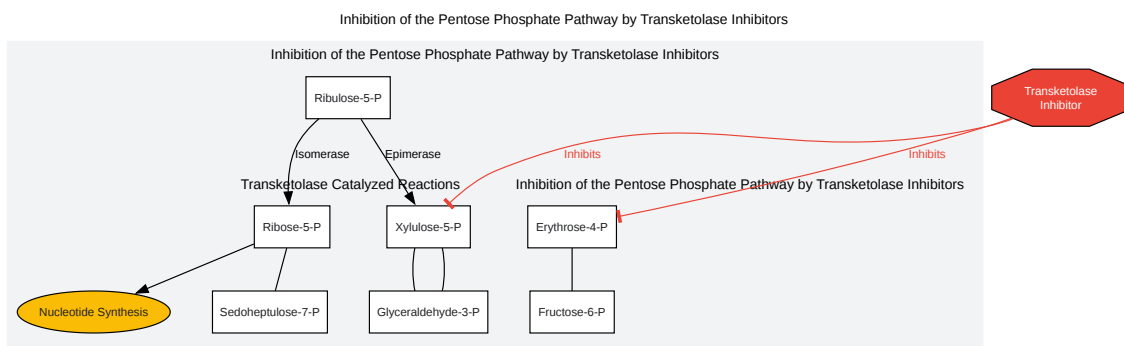 Inhibition of the Pentose Phosphate Pathway by Transketolase Inhibitors
Inhibition of the Pentose Phosphate Pathway by Transketolase Inhibitors
Transketolase
Inhibitor
Ribulose-5-P
Isomerase
Epimerase
Inhibits
Inhibits
Transketolase Catalyzed Reactions
Inhibition of the Pentose Phosphate Pathway by Transketolase Inhibitors
Ribose-5-P
Xylulose-5-P
Erythrose-4-P
Nucleotide Synthesis
Sedoheptulose-7-P
Glyceraldehyde-3-P
Fructose-6-P